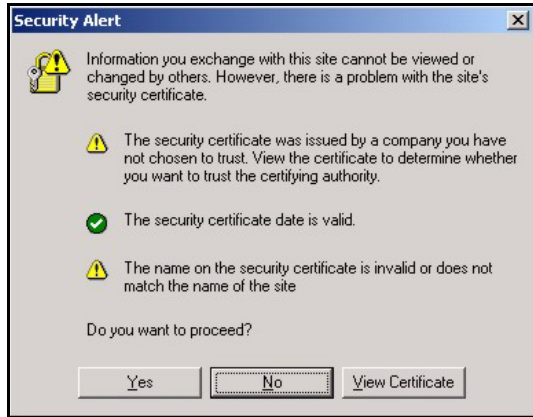 Security Alert
Information you exchange with this site cannot be viewed or
changed by others. However, there is a problem with the site's
security certificate.
The security certificate was issued by a company you have
not chosen to trust. View the certificate to determine whether
you want to trust the certifying authority.
The security certificate date is valid.
The name on the security certificate is invalid or does not
match the name of the site
Do you want to proceed?
Yes No View Certificate